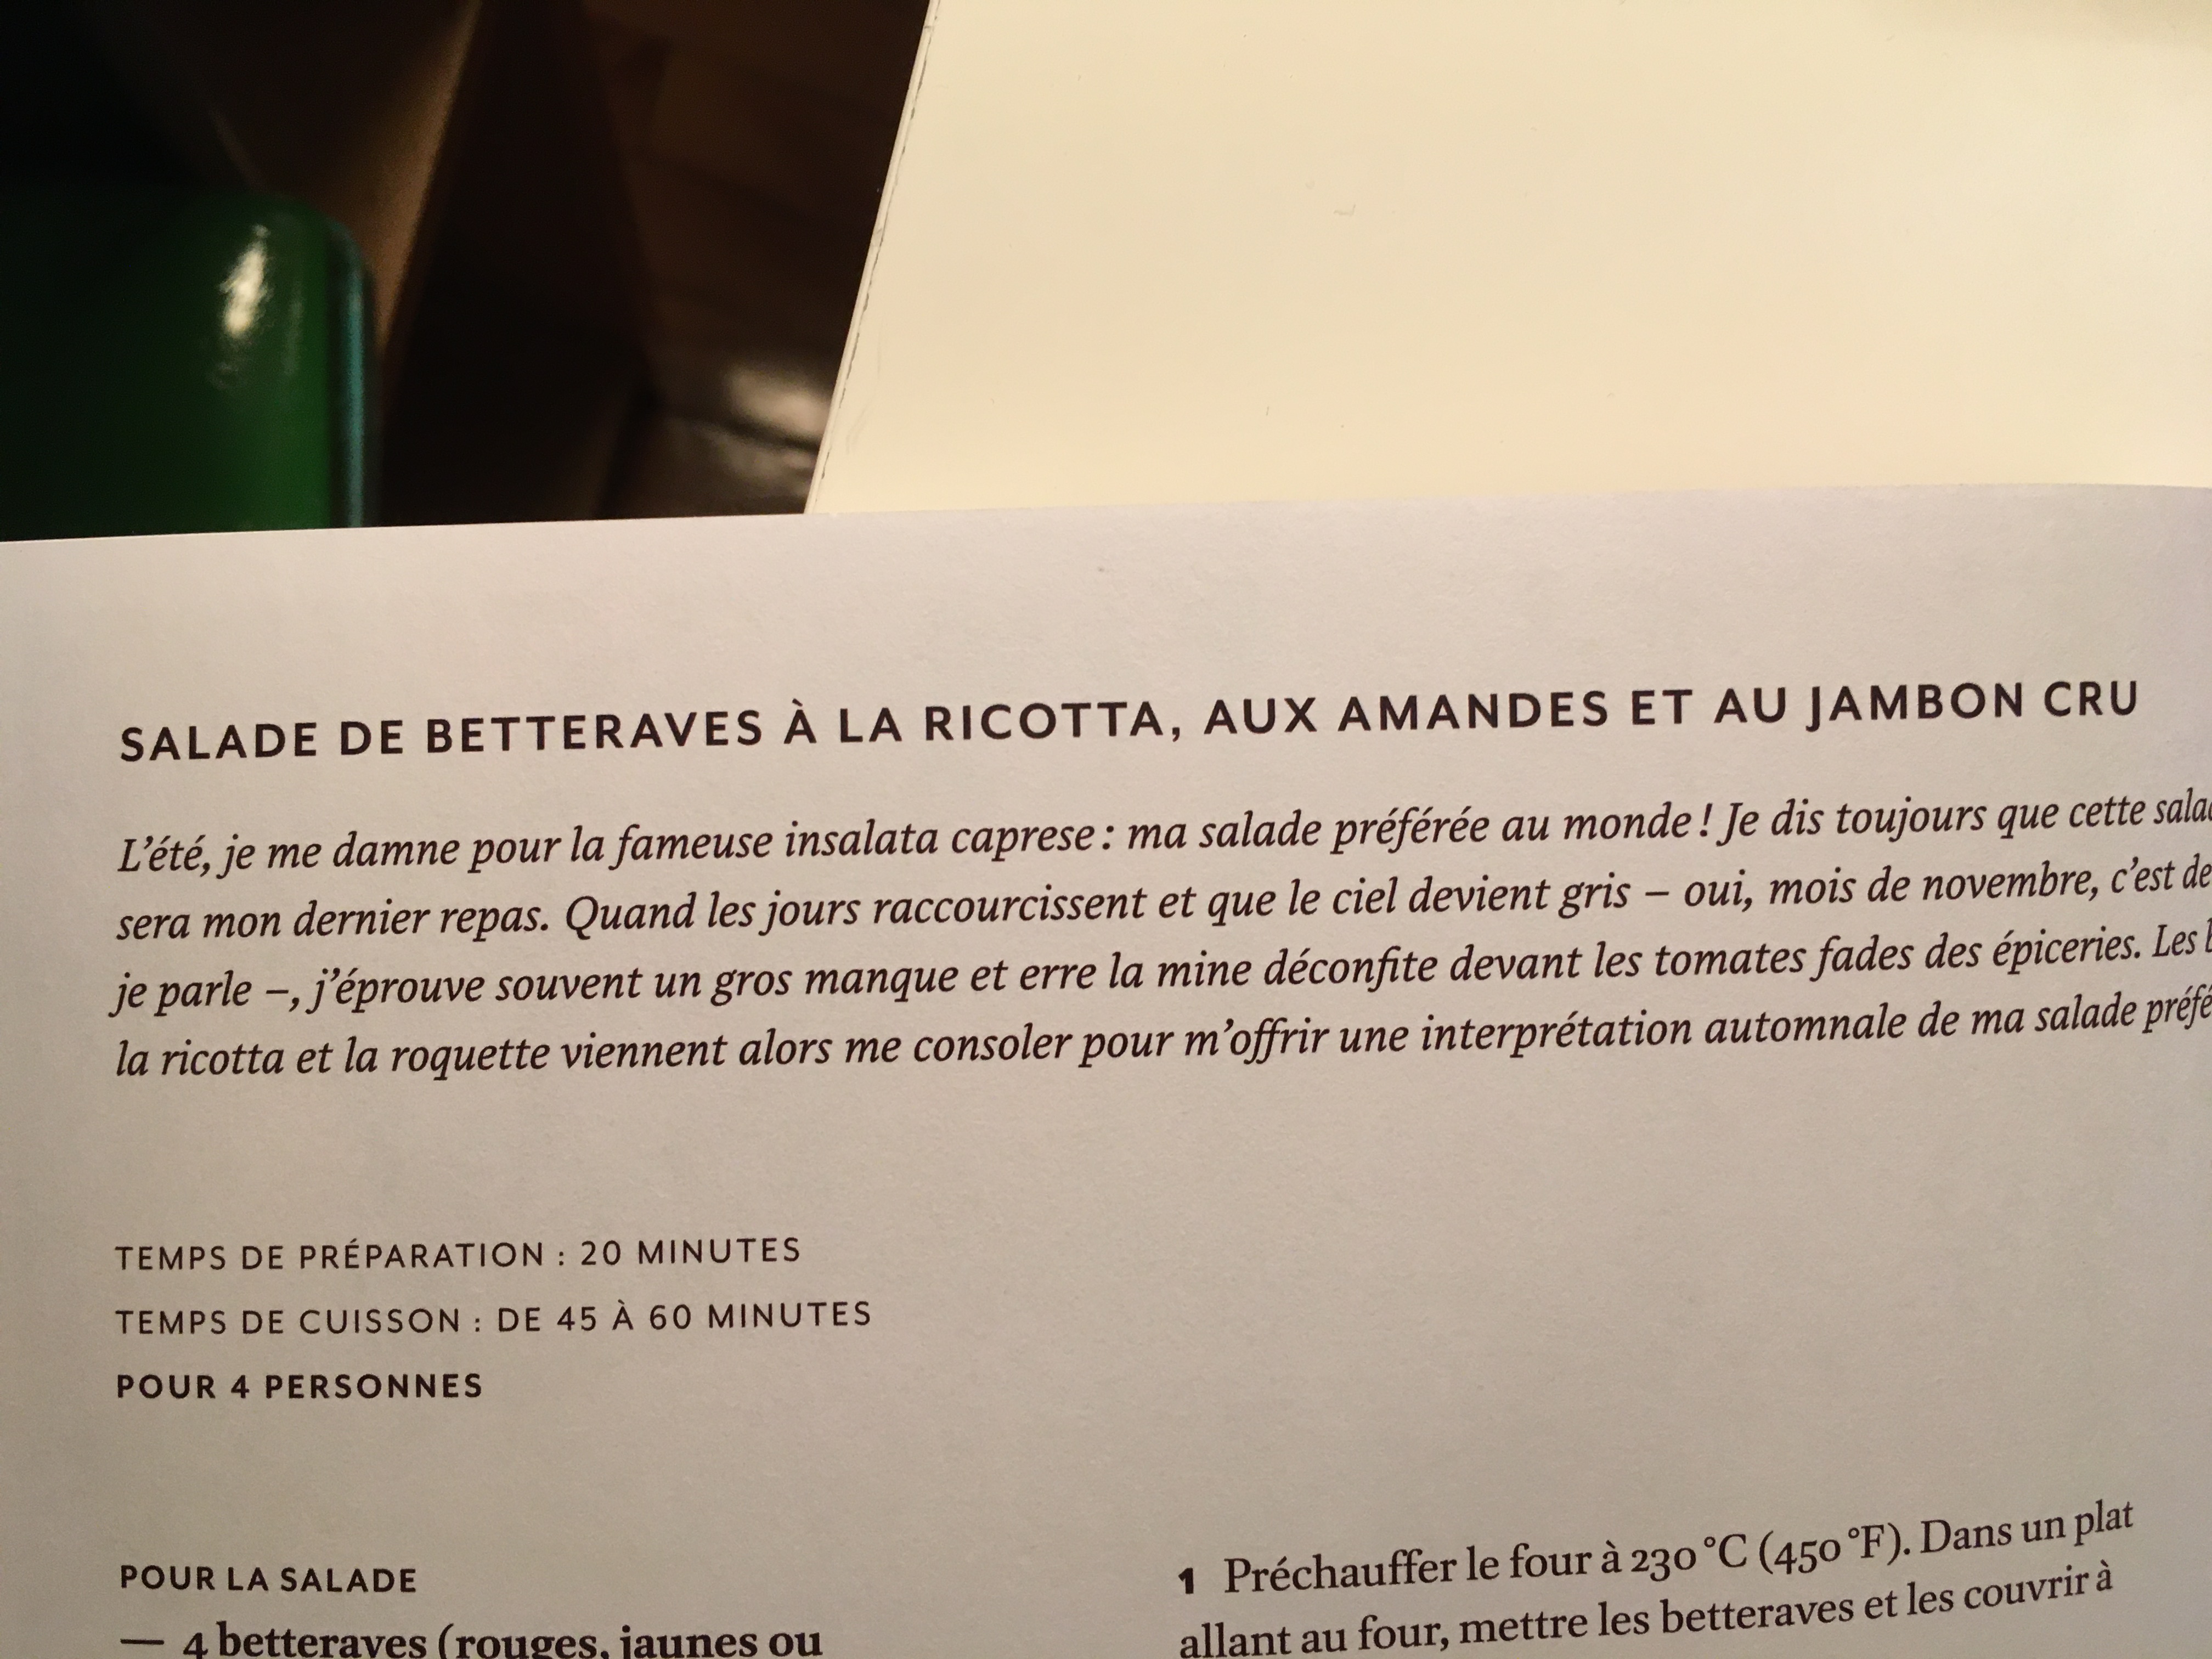 SALADE DE BETTERAVES À LA RICOTTA, AUX AMANDES ET AU JAMBON CRU
L'été, je me damne pour la fameuse insalata caprese : ma salade préférée au monde ! Je dis toujours que cette
sera mon dernier repas. Quand les jours raccourcissent et que le ciel devient gris – oui, mois de novembre, c'est de
je parle –, j'éprouve souvent un gros manque et erre la mine déconfite devant les tomates fades des épiceries. Les
la ricotta et la roquette viennent alors me consoler pour m'offrir une interprétation automnale de ma salade
TEMPS DE PRÉPARATION : 20 MINUTES
TEMPS DE CUISSON : DE 45 À 60 MINUTES
POUR 4 PERSONNES
POUR LA SALADE
— 4 betteraves (rouges, jaunes ou
1 Préchauffer le four à 230 °C (450 °F). Dans un plat
allant au four, mettre les betteraves et les couvrir à